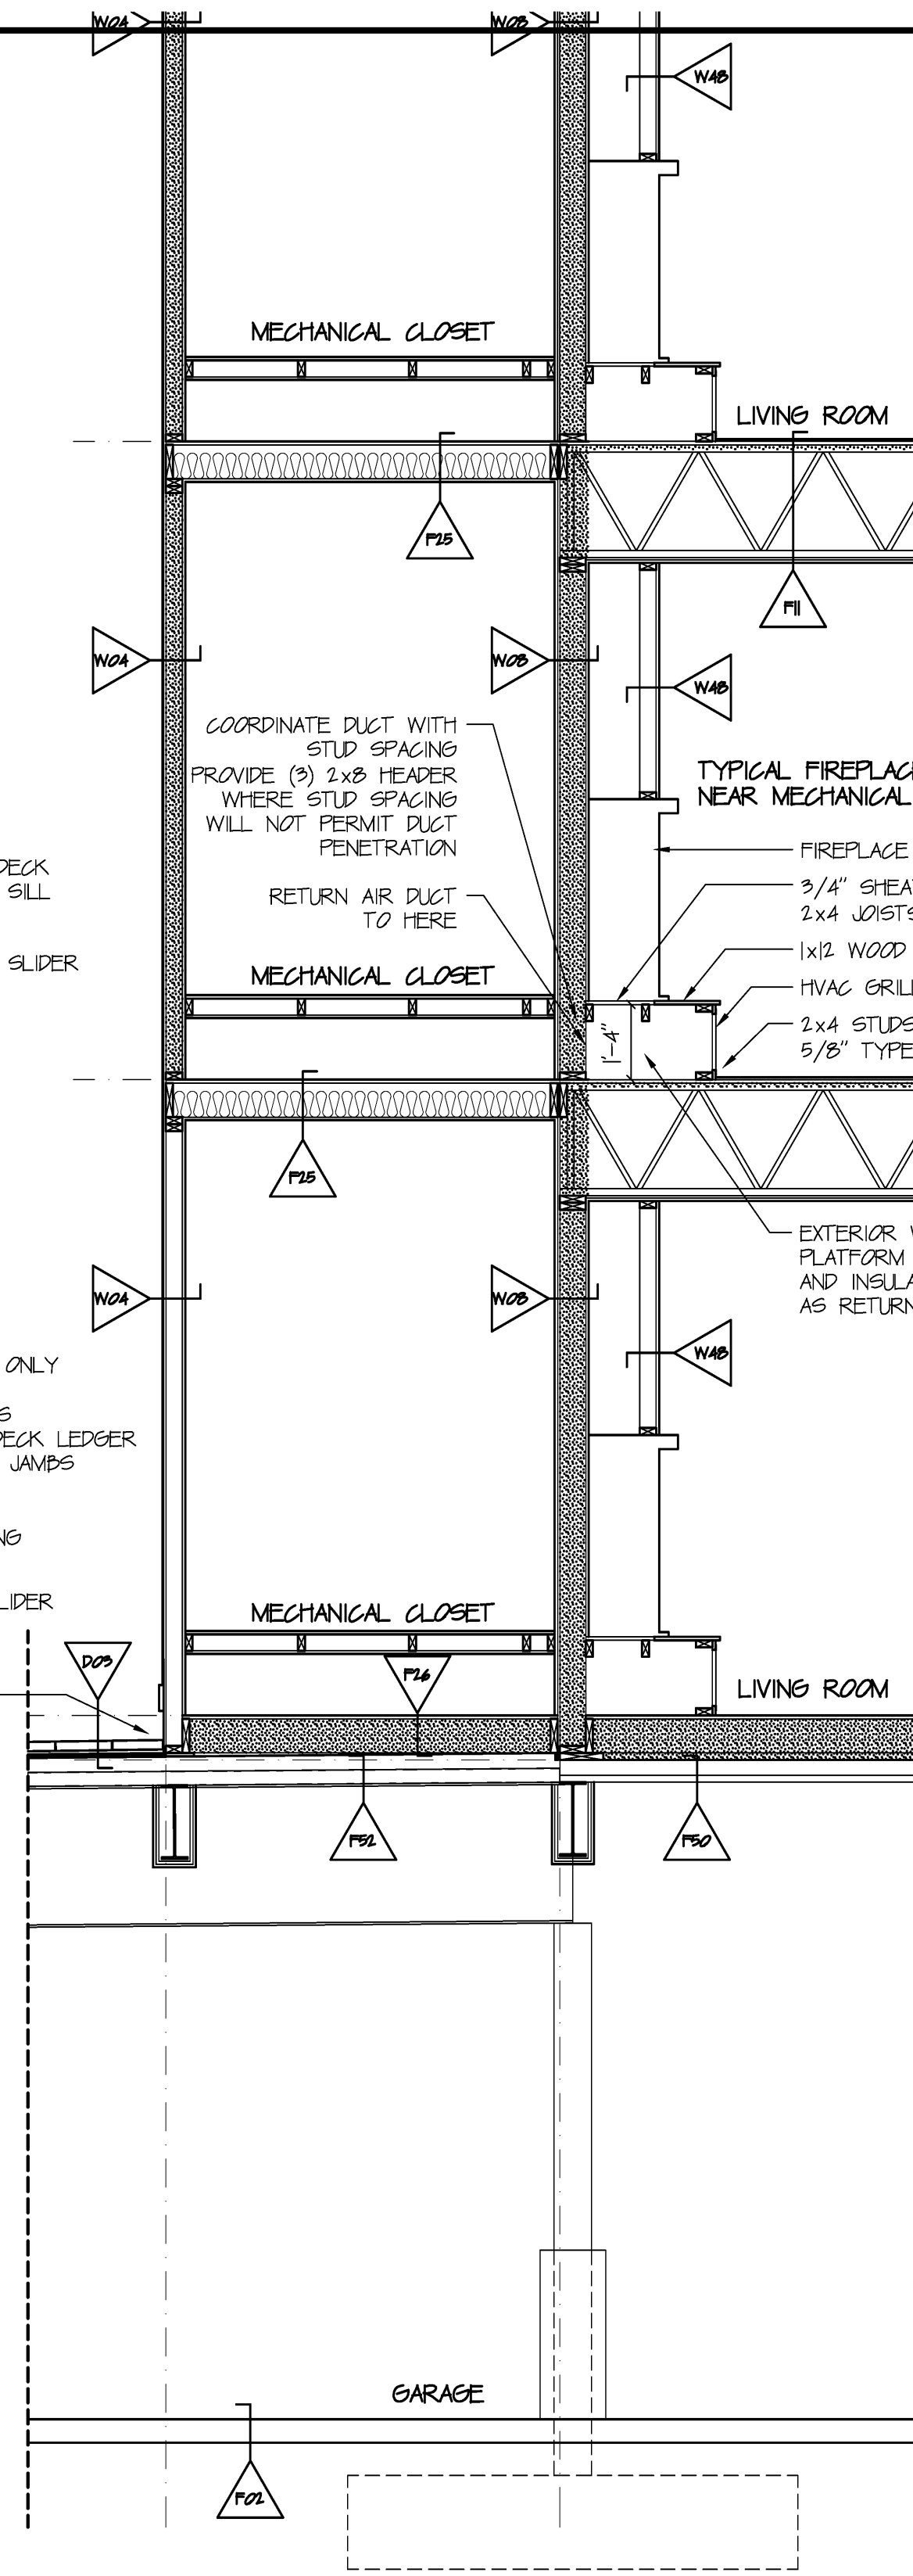 W04
W08
W48
MECHANICAL CLOSET
LIVING ROOM
F25
F11
W04
W08
W48
COORDINATE DUCT WITH
STUD SPACING
PROVIDE (3) 2x8 HEADER
WHERE STUD SPACING
WILL NOT PERMIT DUCT
PENETRATION
TYPICAL FIREPLACE
NEAR MECHANICAL
DECK
SILL
RETURN AIR DUCT
TO HERE
FIREPLACE
3/4" SHEA
2x4 JOISTS
1x12 WOOD
SLIDER
MECHANICAL CLOSET
HVAC GRILL
2x4 STUDS
5/8" TYPE
1'-4"
F25
EXTERIOR
PLATFORM
AND INSULA
AS RETURN
W04
W08
W48
ONLY
S
DECK LEDGER
JAMBS
NG
LIDER
MECHANICAL CLOSET
D03
F26
LIVING ROOM
F52
F50
GARAGE
F02